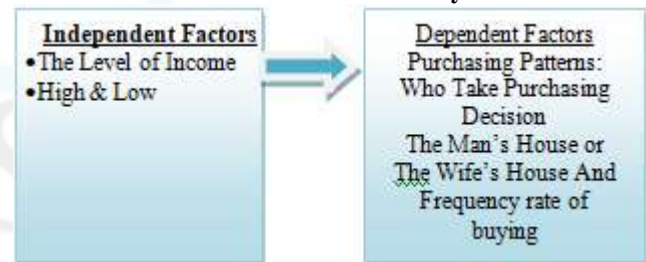 Independent Factors
•The Level of Income
•High & Low
Dependent Factors
Purchasing Patterns:
Who Take Purchasing
Decision
The Man's House or
The Wife's House And
Frequency rate of
buying